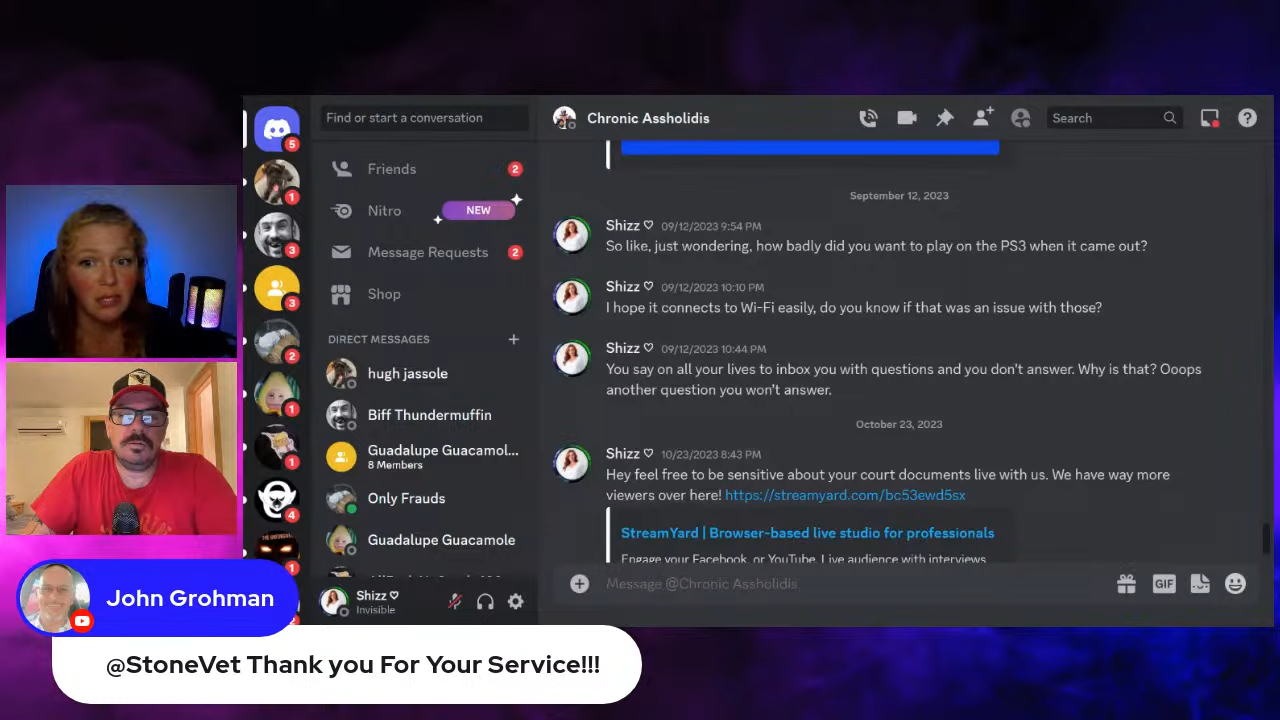 Find or start a conversation
Friends
2
Nitro
NEW
Message Requests
2
Shop
DIRECT MESSAGES
hugh jassole
Biff Thundermuffin
Guadalupe Guacamol...
8 Members
Only Frauds
Guadalupe Guacamole
Shizz ♡
Invisible
5
1
3
3
2
1
1
4
1
Chronic Assholidis
Search
September 12, 2023
Shizz ♡ 09/12/2023 9:54 PM
So like, just wondering, how badly did you want to play on the PS3 when it came out?
Shizz ♡ 09/12/2023 10:10 PM
I hope it connects to Wi-Fi easily, do you know if that was an issue with those?
Shizz ♡ 09/12/2023 10:44 PM
You say on all your lives to inbox you with questions and you don't answer. Why is that? Ooops
another question you won't answer.
October 23, 2023
Shizz ♡ 10/23/2023 8:43 PM
Hey feel free to be sensitive about your court documents live with us. We have way more
viewers over here! https://streamyard.com/bc53ewd5sx
StreamYard | Browser-based live studio for professionals
Engage your Facebook, or YouTube, Live audience with interviews
Message @Chronic Assholidis
GIF
John Grohman
@StoneVet Thank you For Your Service!!!